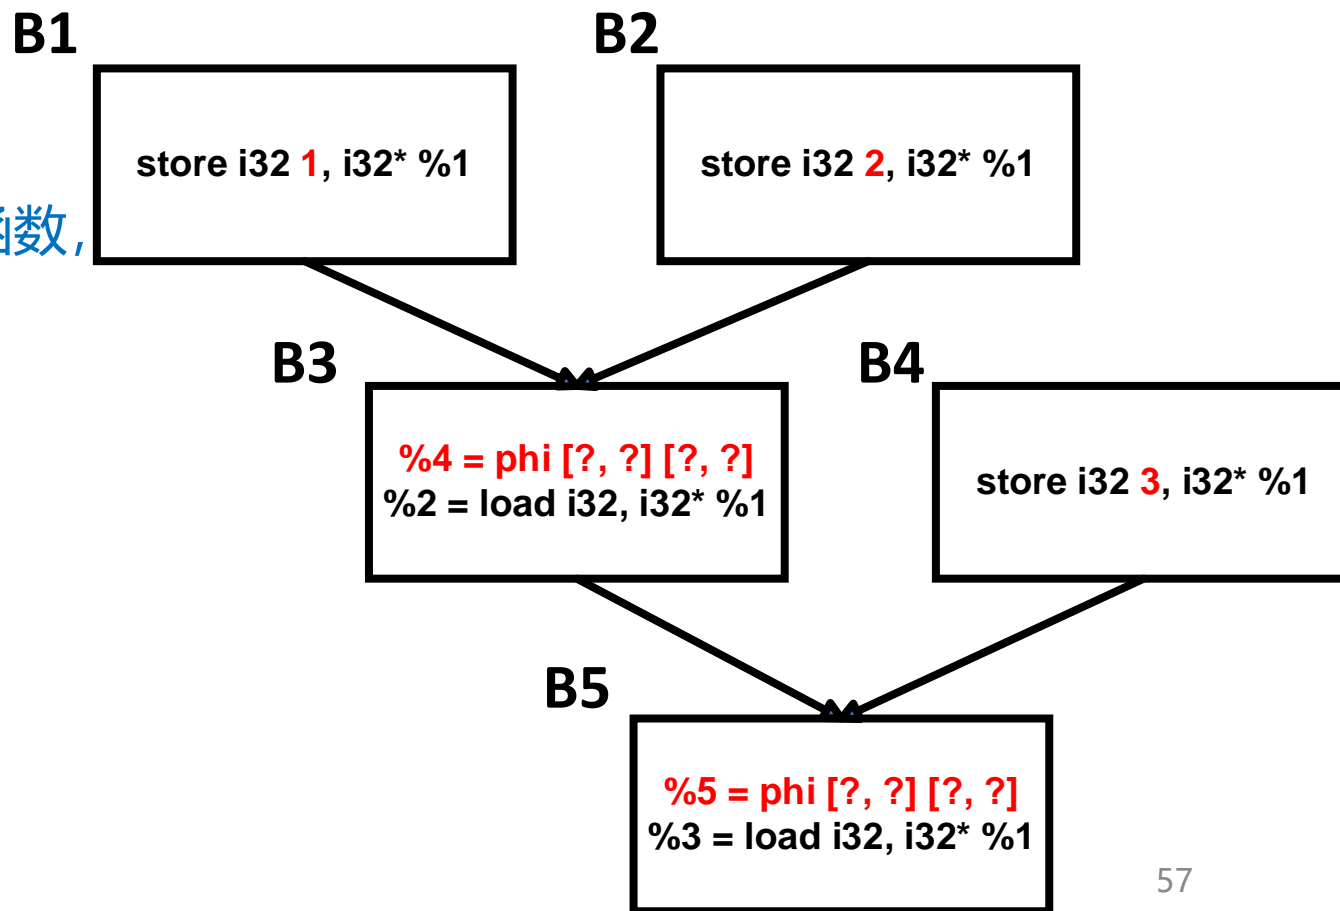 B1
B2
store i32 1, i32* %1
store i32 2, i32* %1
函数,
B3
B4
%4 = phi [?, ?] [?, ?]
%2 = load i32, i32* %1
store i32 3, i32* %1
B5
%5 = phi [?, ?] [?, ?]
%3 = load i32, i32* %1
57